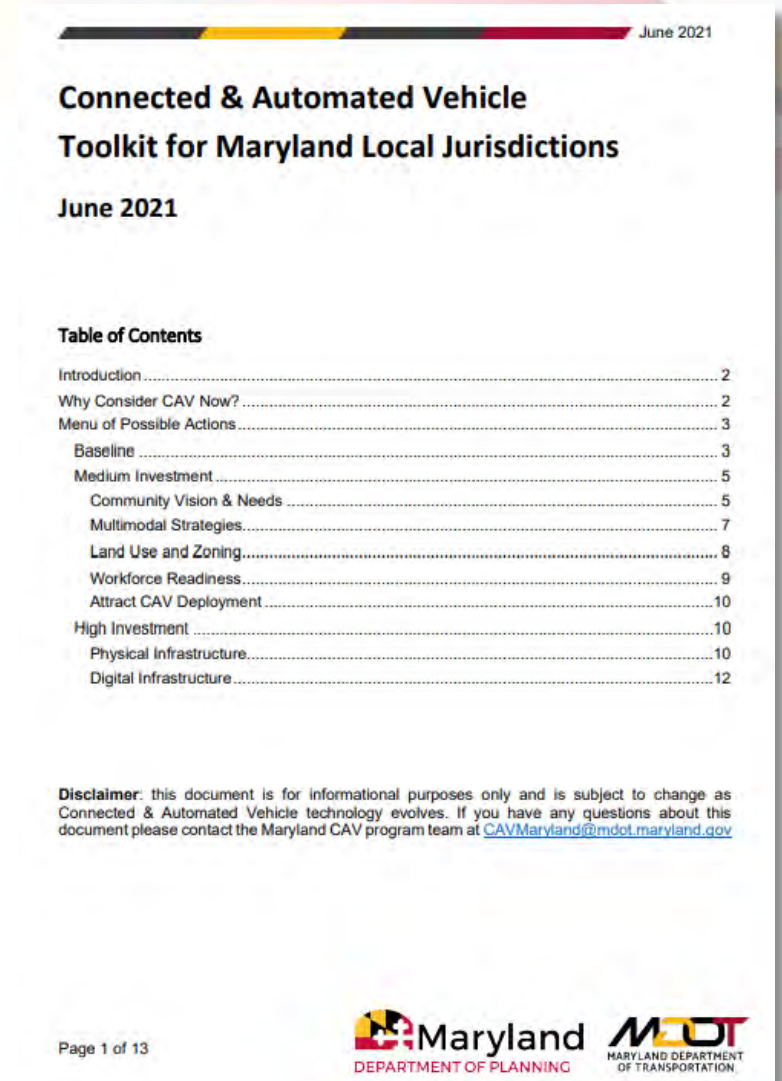 June 2021
Connected & Automated Vehicle
Toolkit for Maryland Local Jurisdictions
June 2021
Table of Contents
Introduction 2
Why Consider CAV Now? 2
Menu of Possible Actions 3
Baseline 3
Medium Investment 5
Community Vision & Needs 5
Multimodal Strategies 7
Land Use and Zoning 8
Workforce Readiness 9
Attract CAV Deployment 10
High Investment 10
Physical Infrastructure 10
Digital Infrastructure 12
Disclaimer: this document is for informational purposes only and is subject to change as
Connected & Automated Vehicle technology evolves. If you have any questions about this
document please contact the Maryland CAV program team at CAVMaryland@mdot.maryland.gov
Page 1 of 13
Maryland
DEPARTMENT OF PLANNING
MDOT
MARYLAND DEPARTMENT
OF TRANSPORTATION